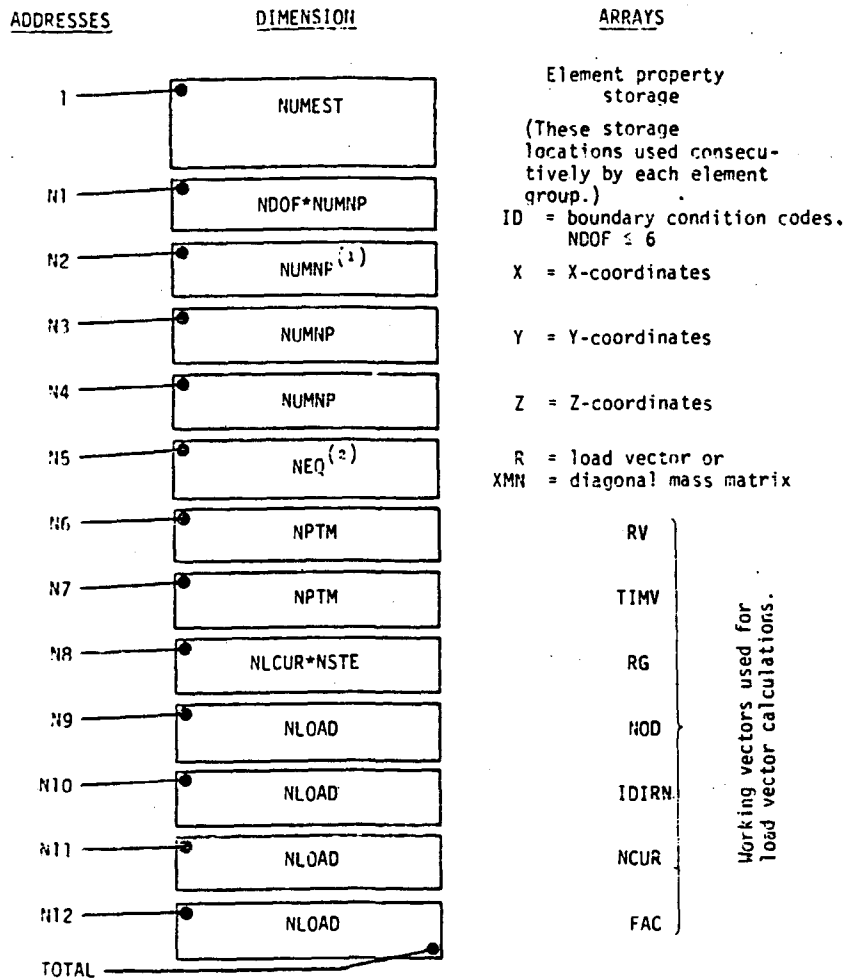 ADDRESSES DIMENSION ARRAYS
1 NUMEST Element property
storage
(These storage
locations used consecu-
tively by each element
group.)
N1 NDOF*NUMNP ID = boundary condition codes.
NDOF ≤ 6
N2 NUMNP(1) X = X-coordinates
N3 NUMNP Y = Y-coordinates
N4 NUMNP Z = Z-coordinates
N5 NEQ(2) R = load vector or
XMN = diagonal mass matrix
N6 NPTM RV
N7 NPTM TIMV
N8 NLCUR*NSTE RG
N9 NLOAD NOD
N10 NLOAD IDIRN
N11 NLOAD NCUR
N12 NLOAD FAC
TOTAL
Working vectors used for
load vector calculations.